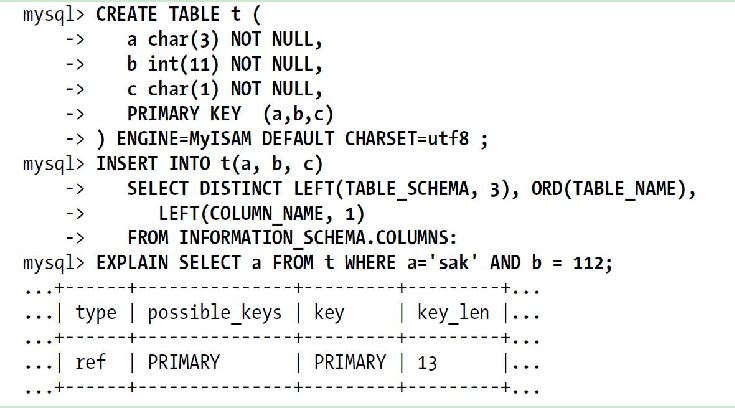 mysql> CREATE TABLE t (
    -> a char(3) NOT NULL,
    -> b int(11) NOT NULL,
    -> c char(1) NOT NULL,
    -> PRIMARY KEY  (a,b,c)
    -> ) ENGINE=MyISAM DEFAULT CHARSET=utf8 ;
mysql> INSERT INTO t(a, b, c)
    ->    SELECT DISTINCT LEFT(TABLE_SCHEMA, 3), ORD(TABLE_NAME),
    ->       LEFT(COLUMN_NAME, 1)
    ->    FROM INFORMATION_SCHEMA.COLUMNS:
mysql> EXPLAIN SELECT a FROM t WHERE a='sak' AND b = 112;
...+------+---------------+---------+---------+...
...| type | possible_keys | key     | key_len |...
...+------+---------------+---------+---------+...
...| ref  | PRIMARY       | PRIMARY | 13      |...
...+------+---------------+---------+---------+...